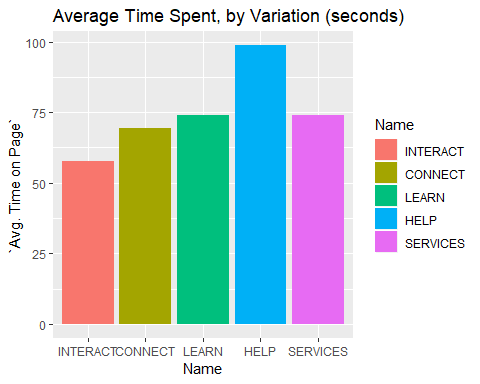 Average Time Spent, by Variation (seconds)
`Avg. Time on Page`
100
75
50
25
0
INTERACT CONNECT LEARN HELP SERVICES
Name
Name
INTERACT
CONNECT
LEARN
HELP
SERVICES